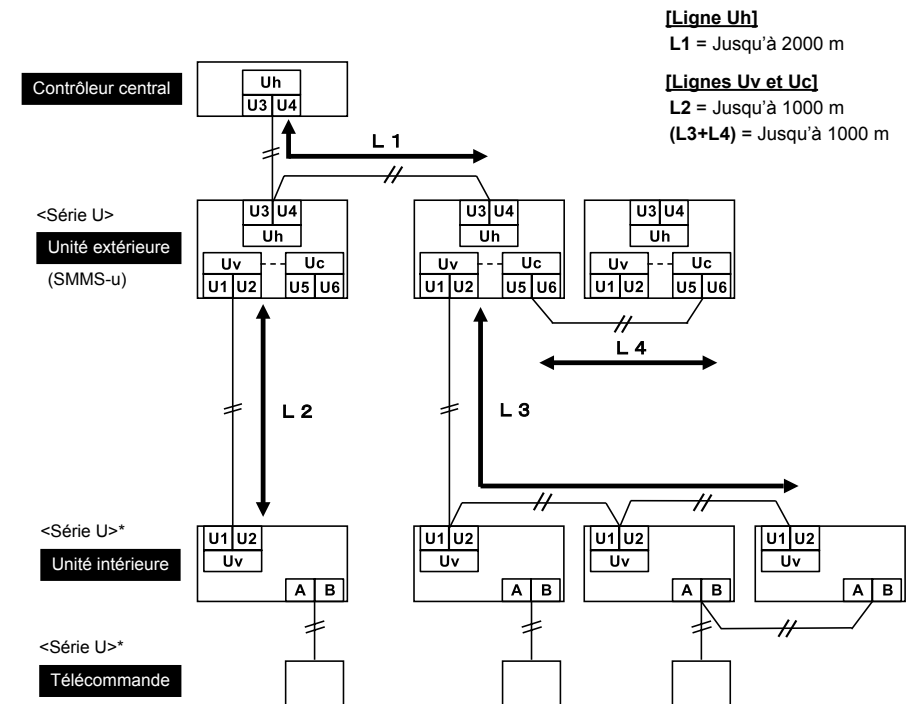 [Ligne Uh]
L1 = Jusqu'à 2000 m
[Lignes Uv et Uc]
L2 = Jusqu'à 1000 m
(L3+L4) = Jusqu'à 1000 m
Contrôleur central
Uh
U3 U4
L 1
<Série U>
Unité extérieure
(SMMS-u)
U3 U4
Uh
Uv Uc
U1 U2 U5 U6
U3 U4
Uh
Uv Uc
U1 U2 U5 U6
U3 U4
Uh
Uv Uc
U1 U2 U5 U6
L 4
L 2
L 3
<Série U>*
Unité intérieure
U1 U2
Uv
A B
U1 U2
Uv
A B
U1 U2
Uv
A B
U1 U2
Uv
A B
<Série U>*
Télécommande